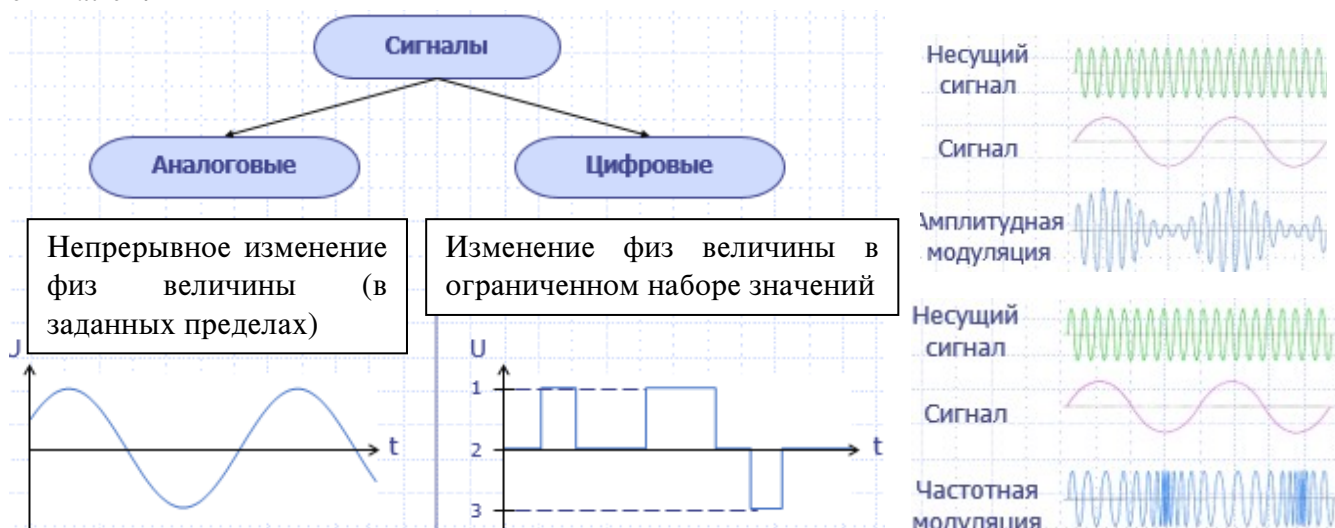 Сигналы
Аналоговые
Цифровые
Непрерывное изменение
физ величины (в
заданных пределах)
Изменение физ величины в
ограниченном наборе значений
U
t
U
1
2
3
t
Несущий
сигнал
Сигнал
Амплитудная
модуляция
Несущий
сигнал
Сигнал
Частотная
модуляция